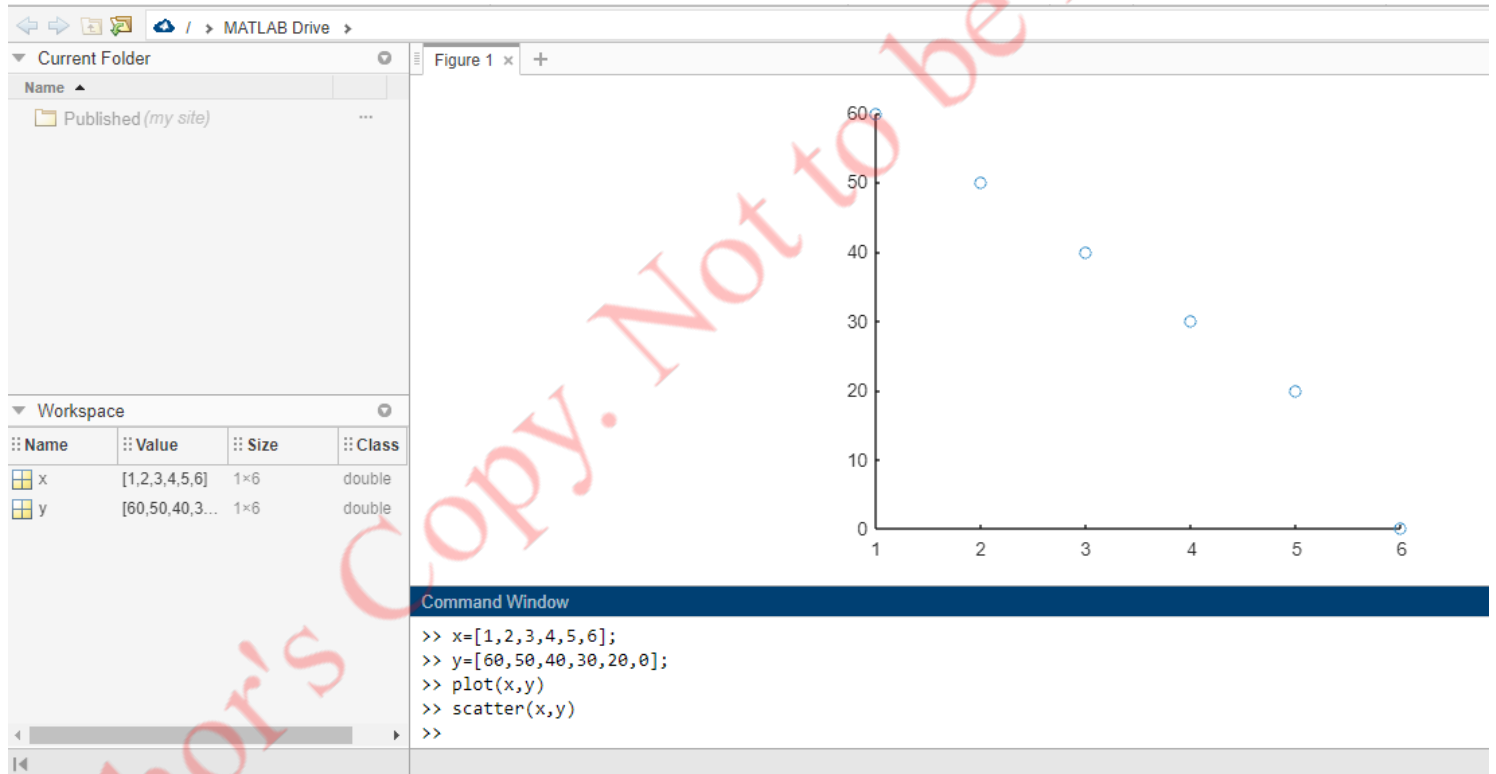 / > MATLAB Drive >
Current Folder
Name
Published (my site)
Workspace
Name Value Size Class
x [1,2,3,4,5,6] 1×6 double
y [60,50,40,3... 1×6 double
Figure 1 × +
60
50
40
30
20
10
0
1 2 3 4 5 6
Command Window
>> x=[1,2,3,4,5,6];
>> y=[60,50,40,30,20,0];
>> plot(x,y)
>> scatter(x,y)
>>
hor's Copy. Not to be